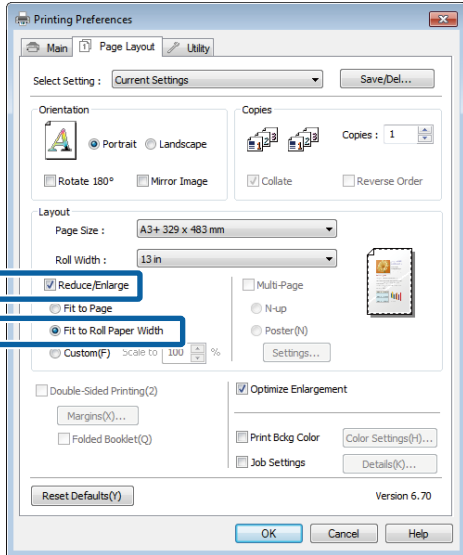 Printing Preferences
Main Page Layout Utility
Select Setting : Current Settings Save/Del...
Orientation
Portrait Landscape
Rotate 180° Mirror Image
Copies
Copies : 1
Collate Reverse Order
Layout
Page Size : A3+ 329 x 483 mm
Roll Width : 13 in
Reduce/Enlarge
Fit to Page
Fit to Roll Paper Width
Custom(F) Scale to 100 %
Multi-Page
N-up
Poster(N)
Settings...
Double-Sided Printing(2)
Margins(X)...
Folded Booklet(Q)
Optimize Enlargement
Print Bckg Color Color Settings(H)...
Job Settings Details(K)...
Reset Defaults(Y) Version 6.70
OK Cancel Help